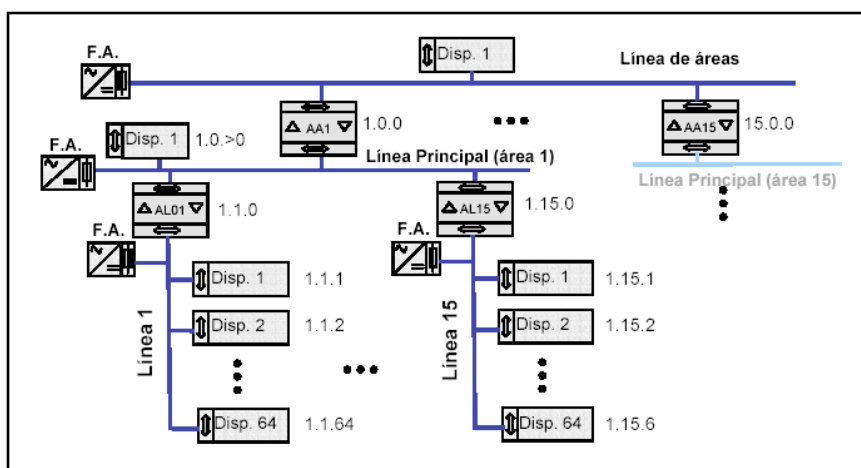 Disp. 1
F.A.
Línea de áreas
AA1
1.0.0
AA15
15.0.0
Disp. 1
1.0.>0
F.A.
Línea Principal (área 1)
Línea Principal (área 15)
AL01
1.1.0
AL15
1.15.0
F.A.
F.A.
Disp. 1
1.1.1
Disp. 1
1.15.1
Línea 1
Disp. 2
1.1.2
Línea 15
Disp. 2
1.15.2
Disp. 64
1.1.64
Disp. 64
1.15.6